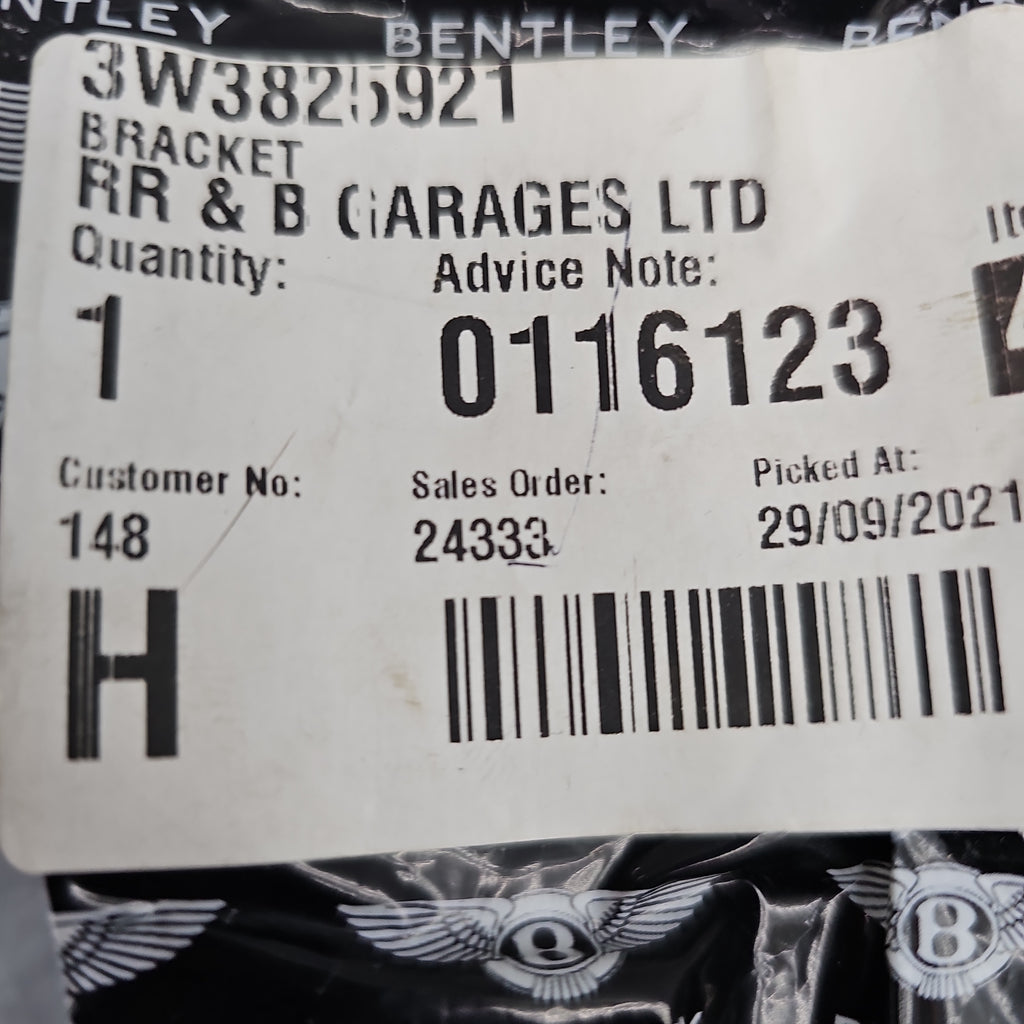 BENTLEY
3W3825921
BRACKET
RR & B GARAGES LTD
Quantity: Advice Note:
1 0116123
Customer No: Sales Order: Picked At:
148 24333 29/09/2021
H
B B